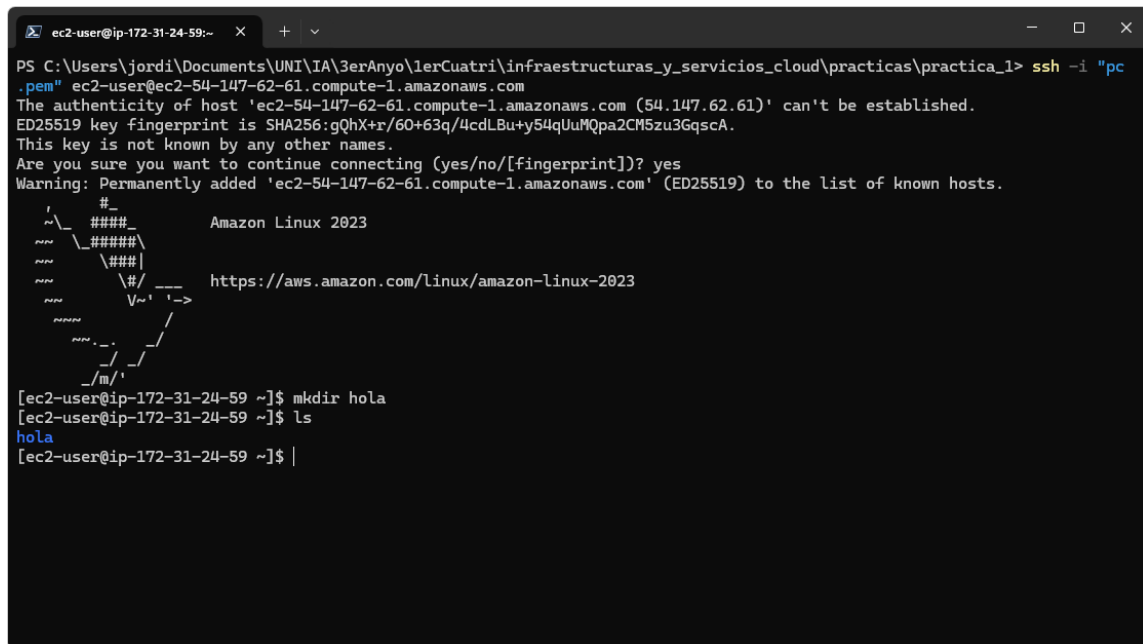 ec2-user@ip-172-31-24-59:~
PS C:\Users\jordi\Documents\UNI\IA\3erAnyo\1erCuatri\infraestructuras_y_servicios_cloud\practicas\practica_1> ssh -i "pc
.pem" ec2-user@ec2-54-147-62-61.compute-1.amazonaws.com
The authenticity of host 'ec2-54-147-62-61.compute-1.amazonaws.com (54.147.62.61)' can't be established.
ED25519 key fingerprint is SHA256:gQhX+r/6O+63q/4cdLBu+y54qUuMQpa2CM5zu3GqscA.
This key is not known by any other names.
Are you sure you want to continue connecting (yes/no/[fingerprint])? yes
Warning: Permanently added 'ec2-54-147-62-61.compute-1.amazonaws.com' (ED25519) to the list of known hosts.
   ,     #_
   ~\_  ####_        Amazon Linux 2023
  ~~  \_#####\
  ~~     \###|
  ~~       \#/ ___   https://aws.amazon.com/linux/amazon-linux-2023
   ~~       V~' '->
    ~~~         /
      ~~._.   _/
         _/ _/
       _/m/'
[ec2-user@ip-172-31-24-59 ~]$ mkdir hola
[ec2-user@ip-172-31-24-59 ~]$ ls
hola
[ec2-user@ip-172-31-24-59 ~]$